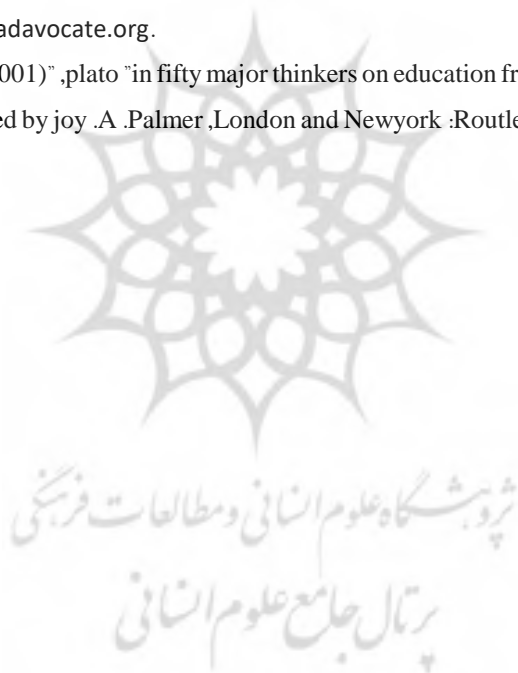 adavocate.org.
001)” ,plato ”in fifty major thinkers on education fr
ed by joy .A .Palmer ,London and Newyork :Routle
پژوهشگاه علوم انسانی و مطالعات فرهنگی
پرتال جامع علوم انسانی